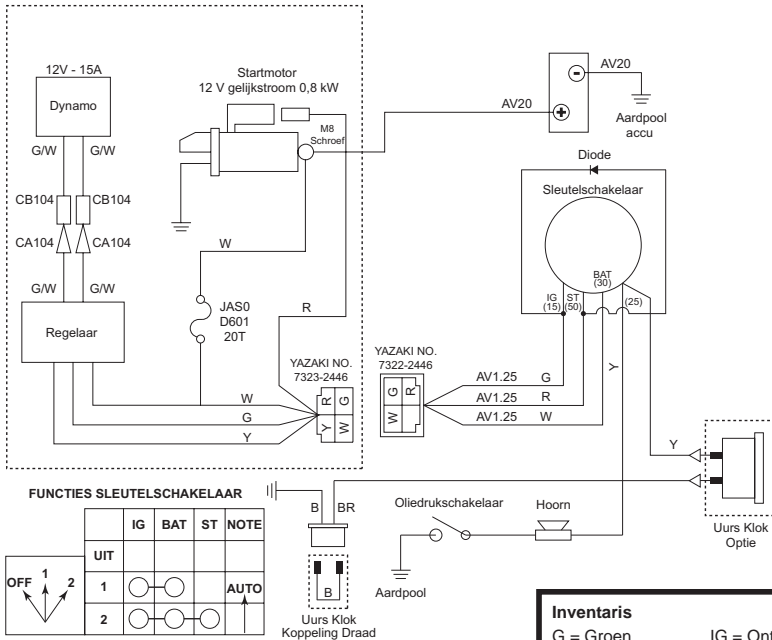 12V - 15A
Dynamo
G/W
G/W
CB104
CB104
CA104
CA104
G/W
G/W
Regelaar
Startmotor
12 V gelijkstroom 0,8 kW
M8
Schroef
W
JAS0
D601
20T
R
YAZAKI NO.
7323-2446
R
G
Y
W
W
G
Y
AV20
AV20
Aardpool
accu
Diode
Sleutelschakelaar
BAT
(30)
IG
(15)
ST
(50)
(25)
YAZAKI NO.
7322-2446
G
R
W
AV1.25 G
AV1.25 R
AV1.25 W
Y
Y
Uurs Klok
Optie
Oliedrukschakelaar
Hoorn
Aardpool
B
BR
B
Uurs Klok
Koppeling Draad
FUNCTIES SLEUTELSCHAKELAAR
IG BAT ST NOTE
UIT
1 AUTO
2
OFF 1 2
Inventaris
G = Groen